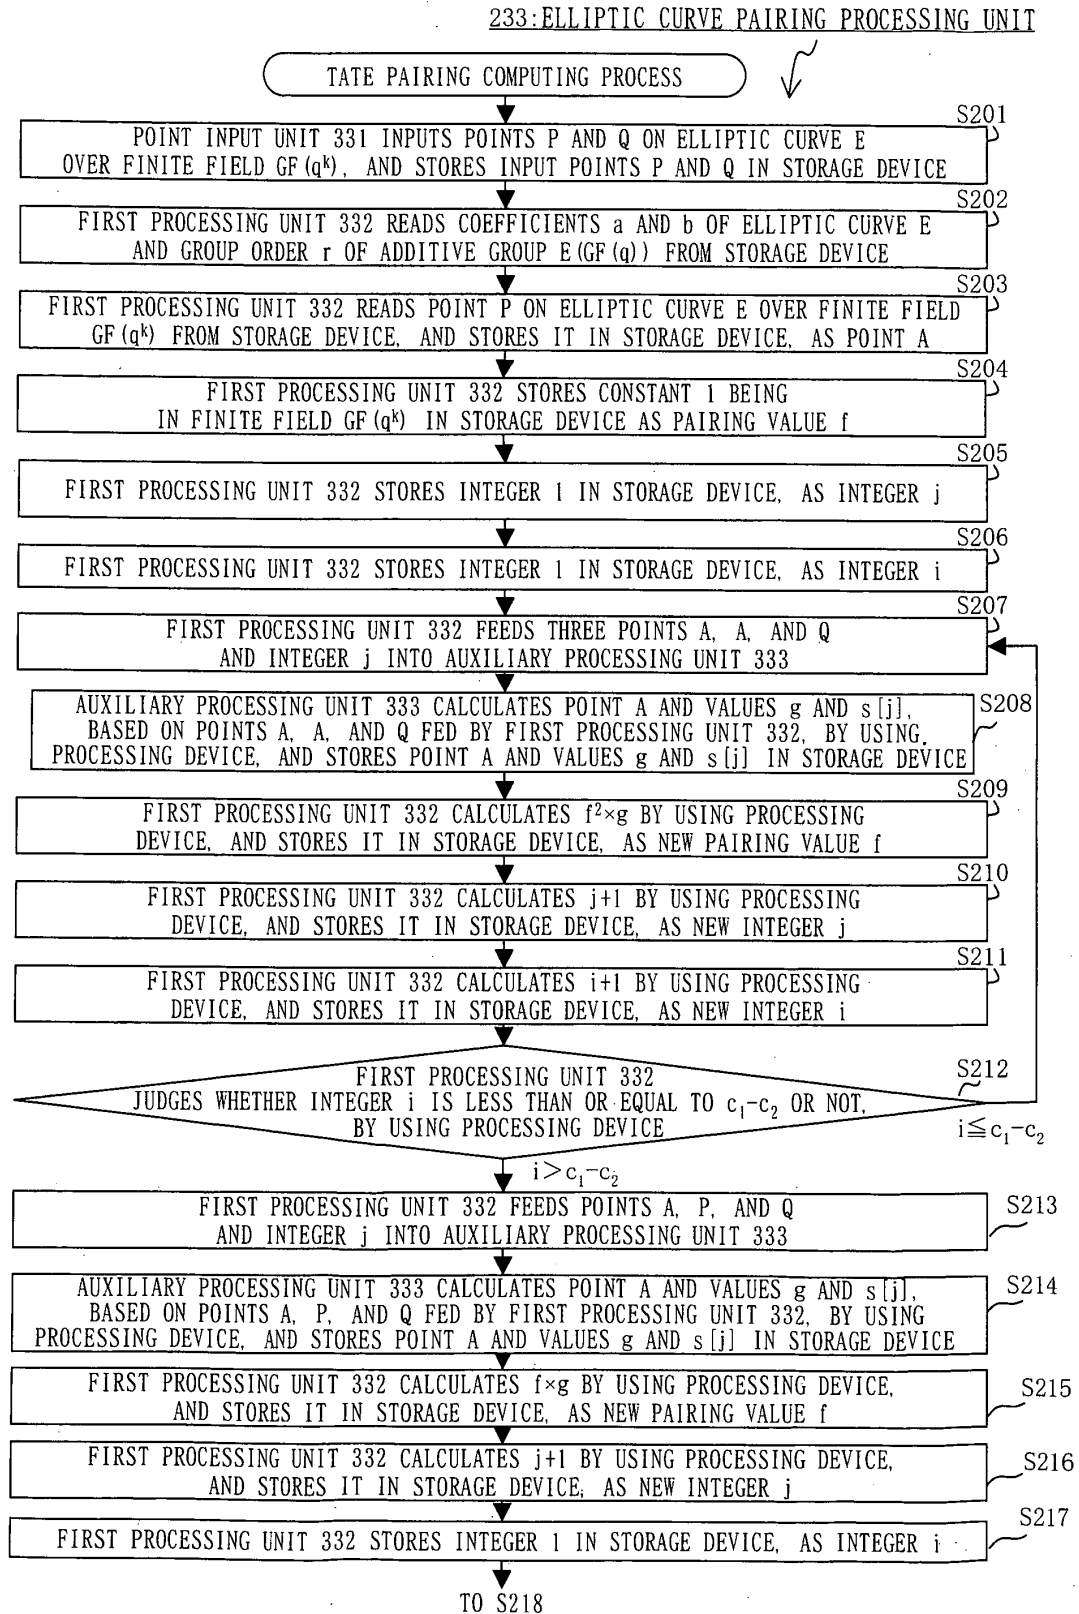 233:ELLIPTIC CURVE PAIRING PROCESSING UNIT
TATE PAIRING COMPUTING PROCESS
S201
POINT INPUT UNIT 331 INPUTS POINTS P AND Q ON ELLIPTIC CURVE E
OVER FINITE FIELD GF(qᵏ), AND STORES INPUT POINTS P AND Q IN STORAGE DEVICE
S202
FIRST PROCESSING UNIT 332 READS COEFFICIENTS a AND b OF ELLIPTIC CURVE E
AND GROUP ORDER r OF ADDITIVE GROUP E(GF(q)) FROM STORAGE DEVICE
S203
FIRST PROCESSING UNIT 332 READS POINT P ON ELLIPTIC CURVE E OVER FINITE FIELD
GF(qᵏ) FROM STORAGE DEVICE, AND STORES IT IN STORAGE DEVICE, AS POINT A
S204
FIRST PROCESSING UNIT 332 STORES CONSTANT 1 BEING
IN FINITE FIELD GF(qᵏ) IN STORAGE DEVICE AS PAIRING VALUE f
S205
FIRST PROCESSING UNIT 332 STORES INTEGER 1 IN STORAGE DEVICE, AS INTEGER j
S206
FIRST PROCESSING UNIT 332 STORES INTEGER 1 IN STORAGE DEVICE, AS INTEGER i
S207
FIRST PROCESSING UNIT 332 FEEDS THREE POINTS A, A, AND Q
AND INTEGER j INTO AUXILIARY PROCESSING UNIT 333
S208
AUXILIARY PROCESSING UNIT 333 CALCULATES POINT A AND VALUES g AND s[j],
BASED ON POINTS A, A, AND Q FED BY FIRST PROCESSING UNIT 332, BY USING
PROCESSING DEVICE, AND STORES POINT A AND VALUES g AND s[j] IN STORAGE DEVICE
S209
FIRST PROCESSING UNIT 332 CALCULATES f²×g BY USING PROCESSING
DEVICE, AND STORES IT IN STORAGE DEVICE, AS NEW PAIRING VALUE f
S210
FIRST PROCESSING UNIT 332 CALCULATES j+1 BY USING PROCESSING
DEVICE, AND STORES IT IN STORAGE DEVICE, AS NEW INTEGER j
S211
FIRST PROCESSING UNIT 332 CALCULATES i+1 BY USING PROCESSING
DEVICE, AND STORES IT IN STORAGE DEVICE, AS NEW INTEGER i
S212
FIRST PROCESSING UNIT 332
JUDGES WHETHER INTEGER i IS LESS THAN OR EQUAL TO c₁-c₂ OR NOT,
BY USING PROCESSING DEVICE
i≦c₁-c₂
i>c₁-c₂
S213
FIRST PROCESSING UNIT 332 FEEDS POINTS A, P, AND Q
AND INTEGER j INTO AUXILIARY PROCESSING UNIT 333
S214
AUXILIARY PROCESSING UNIT 333 CALCULATES POINT A AND VALUES g AND s[j],
BASED ON POINTS A, P, AND Q FED BY FIRST PROCESSING UNIT 332, BY USING
PROCESSING DEVICE, AND STORES POINT A AND VALUES g AND s[j] IN STORAGE DEVICE
S215
FIRST PROCESSING UNIT 332 CALCULATES f×g BY USING PROCESSING DEVICE,
AND STORES IT IN STORAGE DEVICE, AS NEW PAIRING VALUE f
S216
FIRST PROCESSING UNIT 332 CALCULATES j+1 BY USING PROCESSING DEVICE,
AND STORES IT IN STORAGE DEVICE, AS NEW INTEGER j
S217
FIRST PROCESSING UNIT 332 STORES INTEGER 1 IN STORAGE DEVICE, AS INTEGER i
TO S218